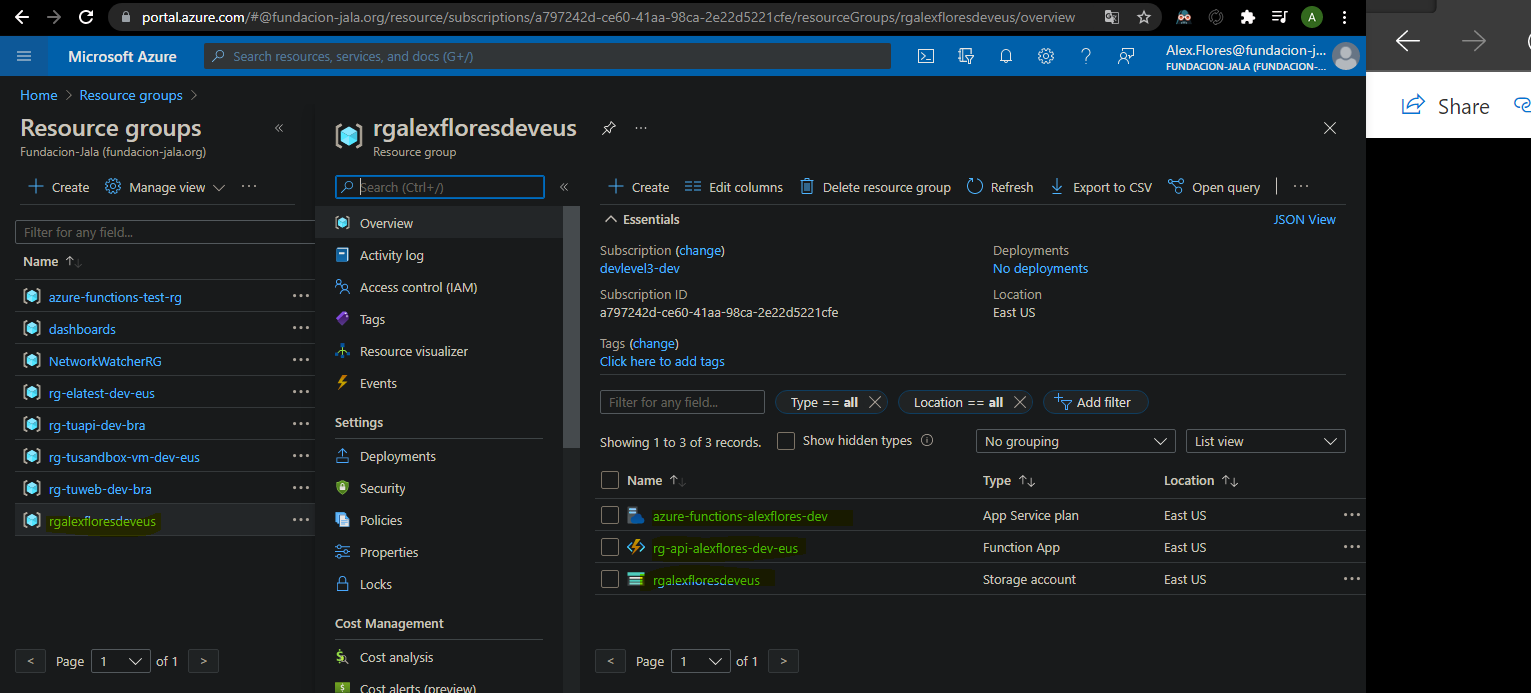 portal.azure.com/#@fundacion-jala.org/resource/subscriptions/a797242d-ce60-41aa-98ca-2e22d5221cfe/resourceGroups/rgalexfloresdeveus/overview
A
Microsoft Azure
Search resources, services, and docs (G+/)
Alex.Flores@fundacion-j...
FUNDACION-JALA (FUNDACION-...
Share
Home > Resource groups >
Resource groups
Fundacion-Jala (fundacion-jala.org)
Create
Manage view
Filter for any field...
Name
azure-functions-test-rg
dashboards
NetworkWatcherRG
rg-elatest-dev-eus
rg-tuapi-dev-bra
rg-tusandbox-vm-dev-eus
rg-tuweb-dev-bra
rgalexfloresdeveus
< Page 1 of 1 >
rgalexfloresdeveus
Resource group
Search (Ctrl+/)
Overview
Activity log
Access control (IAM)
Tags
Resource visualizer
Events
Settings
Deployments
Security
Policies
Properties
Locks
Cost Management
Cost analysis
Cost alerts (preview)
Create
Edit columns
Delete resource group
Refresh
Export to CSV
Open query
Essentials
JSON View
Subscription (change)
devlevel3-dev
Subscription ID
a797242d-ce60-41aa-98ca-2e22d5221cfe
Deployments
No deployments
Location
East US
Tags (change)
Click here to add tags
Filter for any field...
Type == all
Location == all
Add filter
Showing 1 to 3 of 3 records.
Show hidden types
No grouping
List view
Name Type Location
azure-functions-alexflores-dev App Service plan East US
rg-api-alexflores-dev-eus Function App East US
rgalexfloresdeveus Storage account East US
< Page 1 of 1 >